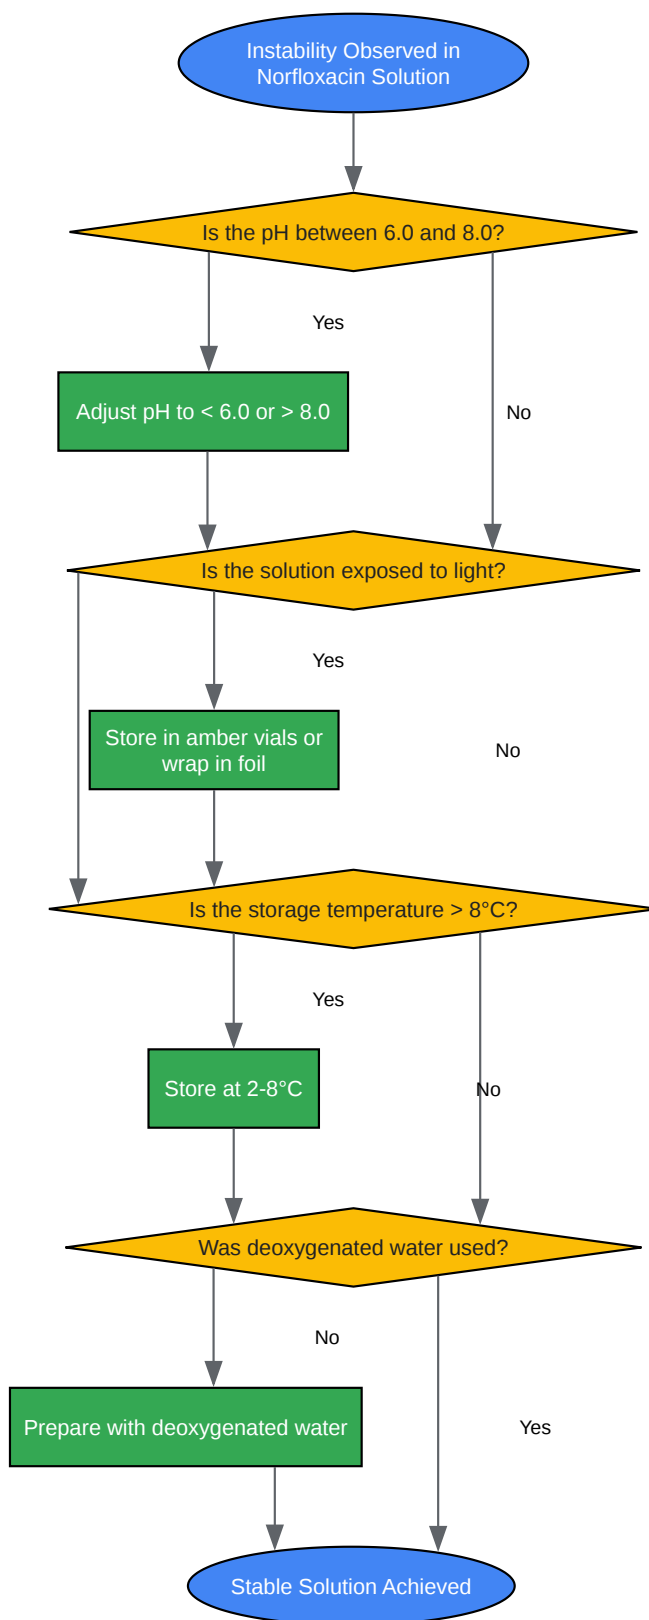 Instability Observed in
Norfloxacin Solution
Is the pH between 6.0 and 8.0?
Yes
Adjust pH to < 6.0 or > 8.0
No
Is the solution exposed to light?
Yes
Store in amber vials or
wrap in foil
No
Is the storage temperature > 8°C?
Yes
Store at 2-8°C
No
Was deoxygenated water used?
No
Prepare with deoxygenated water
Yes
Stable Solution Achieved